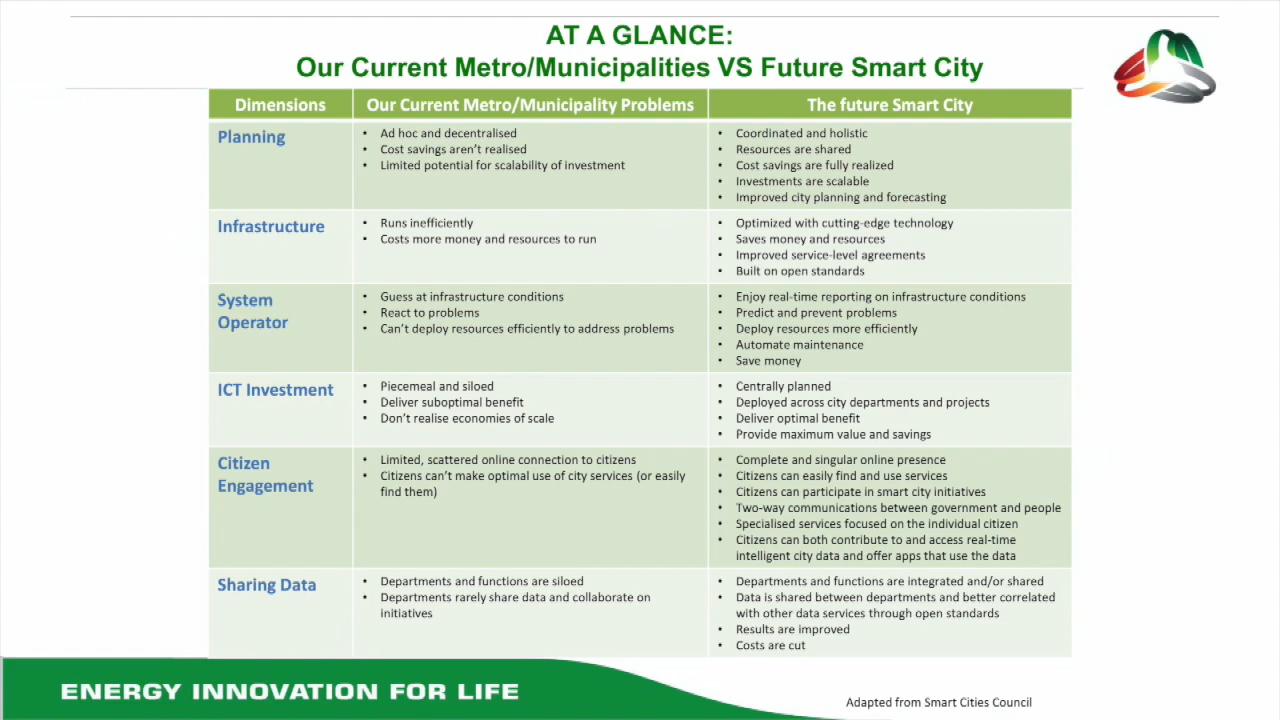 AT A GLANCE:
Our Current Metro/Municipalities VS Future Smart City
Dimensions
Our Current Metro/Municipality Problems
The future Smart City
Planning
• Ad hoc and decentralised
• Cost savings aren't realised
• Limited potential for scalability of investment
• Coordinated and holistic
• Resources are shared
• Cost savings are fully realized
• Investments are scalable
• Improved city planning and forecasting
Infrastructure
• Runs inefficiently
• Costs more money and resources to run
• Optimized with cutting-edge technology
• Saves money and resources
• Improved service-level agreements
• Built on open standards
System
Operator
• Guess at infrastructure conditions
• React to problems
• Can't deploy resources efficiently to address problems
• Enjoy real-time reporting on infrastructure conditions
• Predict and prevent problems
• Deploy resources more efficiently
• Automate maintenance
• Save money
ICT Investment
• Piecemeal and siloed
• Deliver suboptimal benefit
• Don't realise economies of scale
• Centrally planned
• Deployed across city departments and projects
• Deliver optimal benefit
• Provide maximum value and savings
Citizen
Engagement
• Limited, scattered online connection to citizens
• Citizens can't make optimal use of city services (or easily
find them)
• Complete and singular online presence
• Citizens can easily find and use services
• Citizens can participate in smart city initiatives
• Two-way communications between government and people
• Specialised services focused on the individual citizen
• Citizens can both contribute to and access real-time
intelligent city data and offer apps that use the data
Sharing Data
• Departments and functions are siloed
• Departments rarely share data and collaborate on
initiatives
• Departments and functions are integrated and/or shared
• Data is shared between departments and better correlated
with other data services through open standards
• Results are improved
• Costs are cut
ENERGY INNOVATION FOR LIFE
Adapted from Smart Cities Council